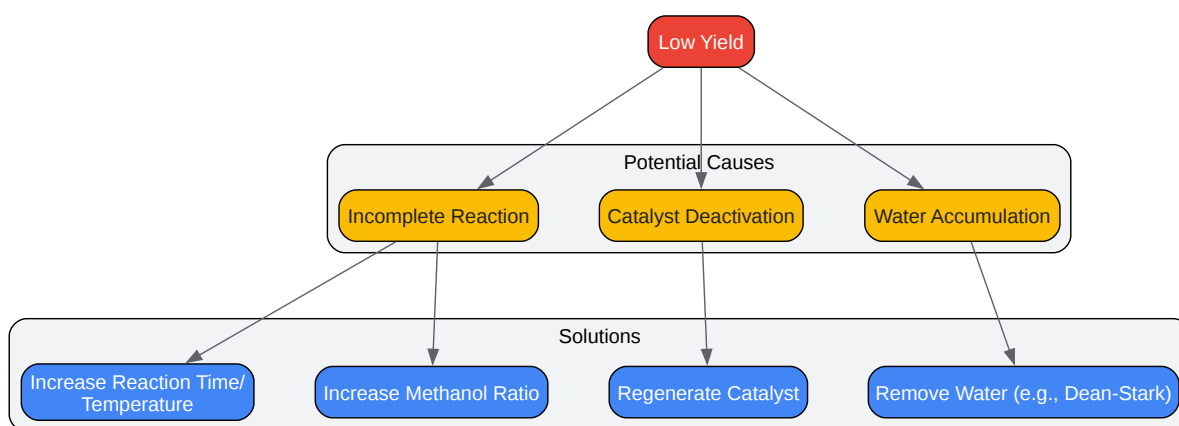 Low Yield
Potential Causes
Incomplete Reaction
Catalyst Deactivation
Water Accumulation
Solutions
Increase Reaction Time/
Temperature
Increase Methanol Ratio
Regenerate Catalyst
Remove Water (e.g., Dean-Stark)